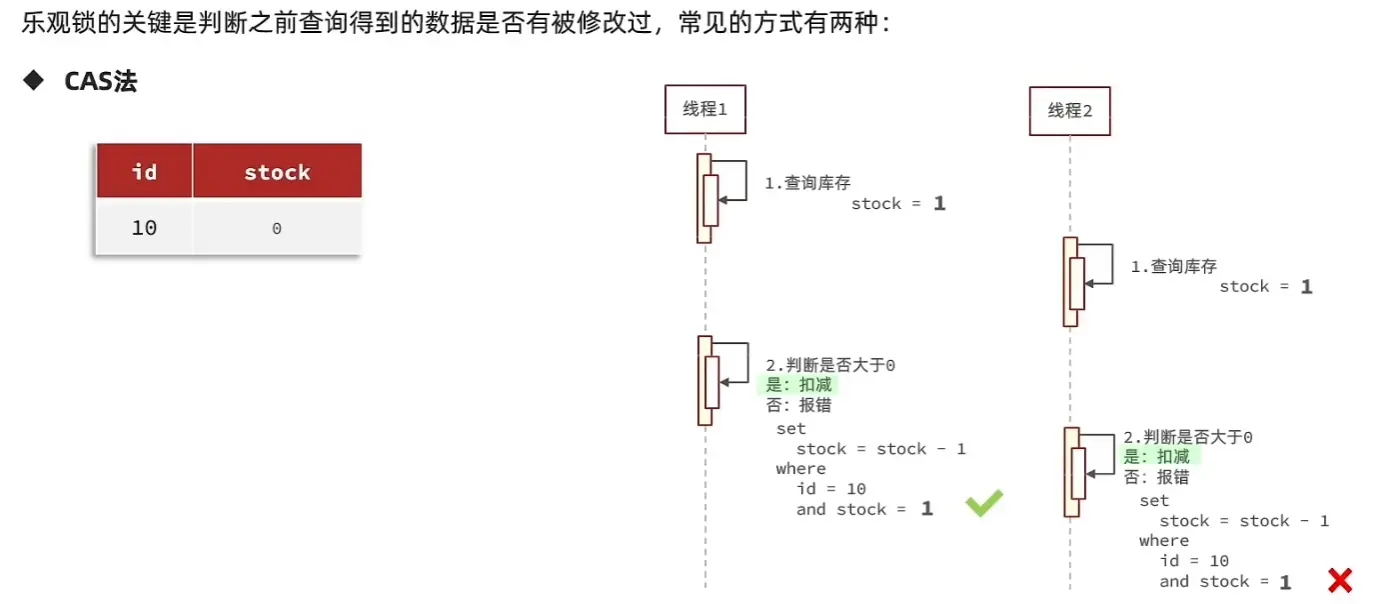 乐观锁的关键是判断之前查询得到的数据是否有被修改过，常见的方式有两种：
◆ CAS法
id stock
10 0
线程1
1.查询库存
stock = 1
2.判断是否大于0
是：扣减
否：报错
set
stock = stock - 1
where
id = 10
and stock = 1
线程2
1.查询库存
stock = 1
2.判断是否大于0
是：扣减
否：报错
set
stock = stock - 1
where
id = 10
and stock = 1